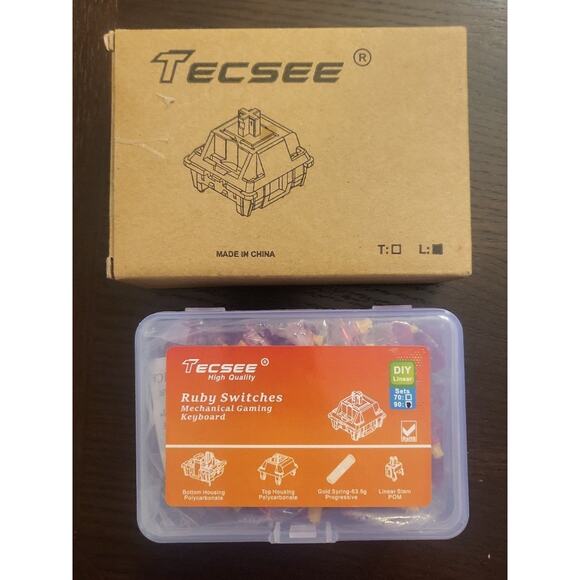 TECSEE ®
MADE IN CHINA
T: L:
TECSEE ®
High Quality
Ruby Switches
Mechanical Gaming
Keyboard
DIY
Linear
Sets
70:
90:
RoHS
Bottom Housing
Polycarbonate
Top Housing
Polycarbonate
Gold Spring-63.5g
Progressive
Linear Stem
POM